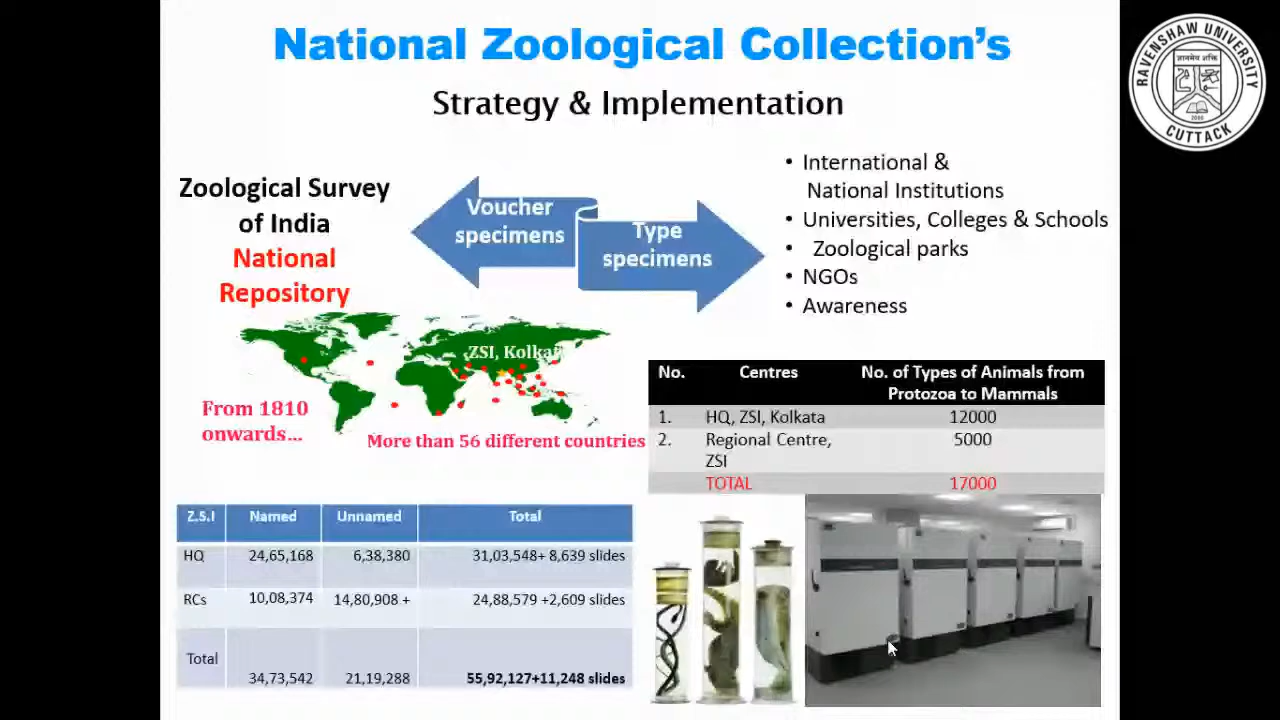 National Zoological Collection's
Strategy & Implementation
RAVENSHAW UNIVERSITY
ज्ञानमेव शक्ति
2006
CUTTACK
Zoological Survey
of India
National
Repository
Voucher
specimens
Type
specimens
• International &
National Institutions
• Universities, Colleges & Schools
• Zoological parks
• NGOs
• Awareness
ZSI, Kolkata
From 1810
onwards...
More than 56 different countries
No. Centres No. of Types of Animals from
Protozoa to Mammals
1. HQ, ZSI, Kolkata 12000
2. Regional Centre, 5000
ZSI
TOTAL 17000
Z.S.I Named Unnamed Total
HQ 24,65,168 6,38,380 31,03,548+ 8,639 slides
RCs 10,08,374 14,80,908 + 24,88,579 +2,609 slides
Total
34,73,542 21,19,288 55,92,127+11,248 slides